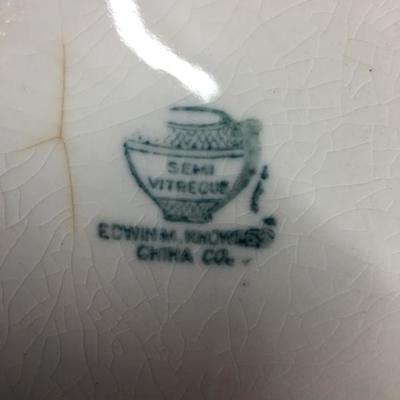 SEMI
VITREOUS
EDWIN M. KNOWLES
CHINA CO.